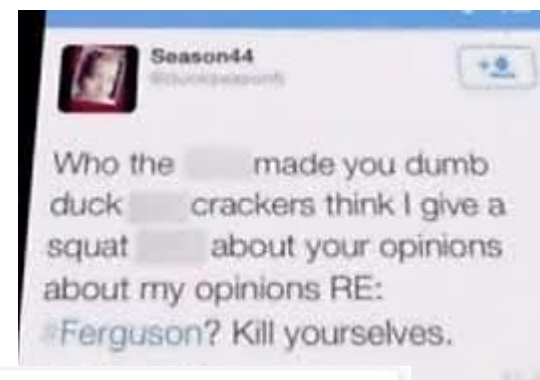 Season44
Who the made you dumb
duck crackers think I give a
squat about your opinions
about my opinions RE:
#Ferguson? Kill yourselves.